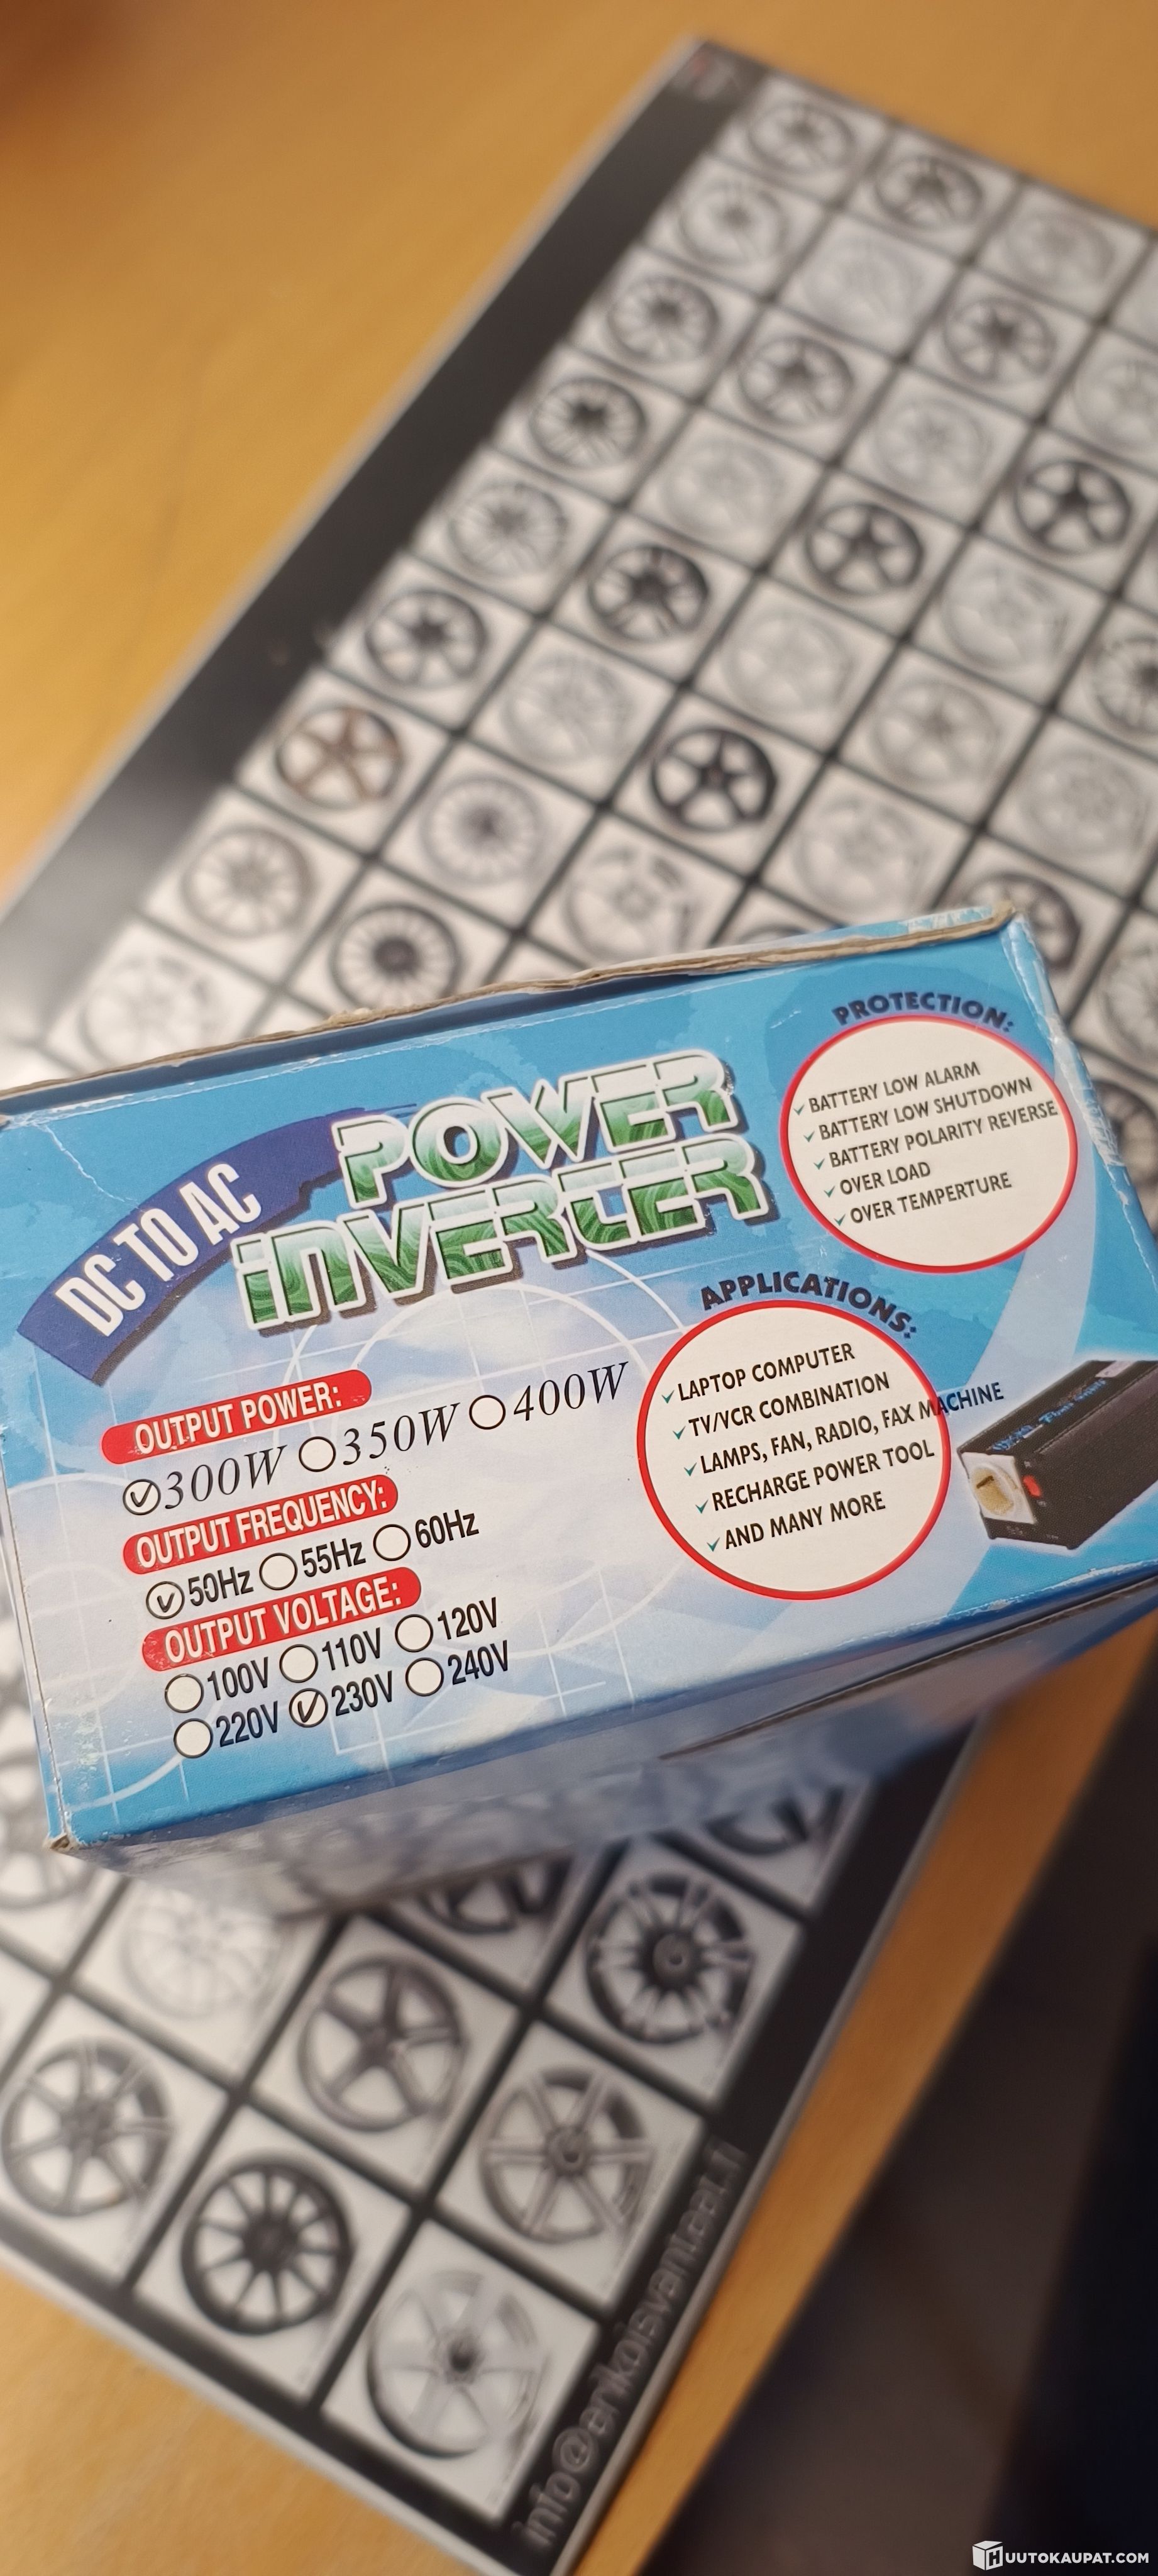 DC TO AC
POWER
INVERTER
PROTECTION:
BATTERY LOW ALARM
BATTERY LOW SHUTDOWN
BATTERY POLARITY REVERSE
OVER LOAD
OVER TEMPERTURE
APPLICATIONS:
LAPTOP COMPUTER
TV/VCR COMBINATION
LAMPS, FAN, RADIO, FAX MACHINE
RECHARGE POWER TOOL
AND MANY MORE
OUTPUT POWER:
300W 350W 400W
OUTPUT FREQUENCY:
50Hz 55Hz 60Hz
OUTPUT VOLTAGE:
100V 110V 120V
220V 230V 240V
HUUTOKAUPAT.COM